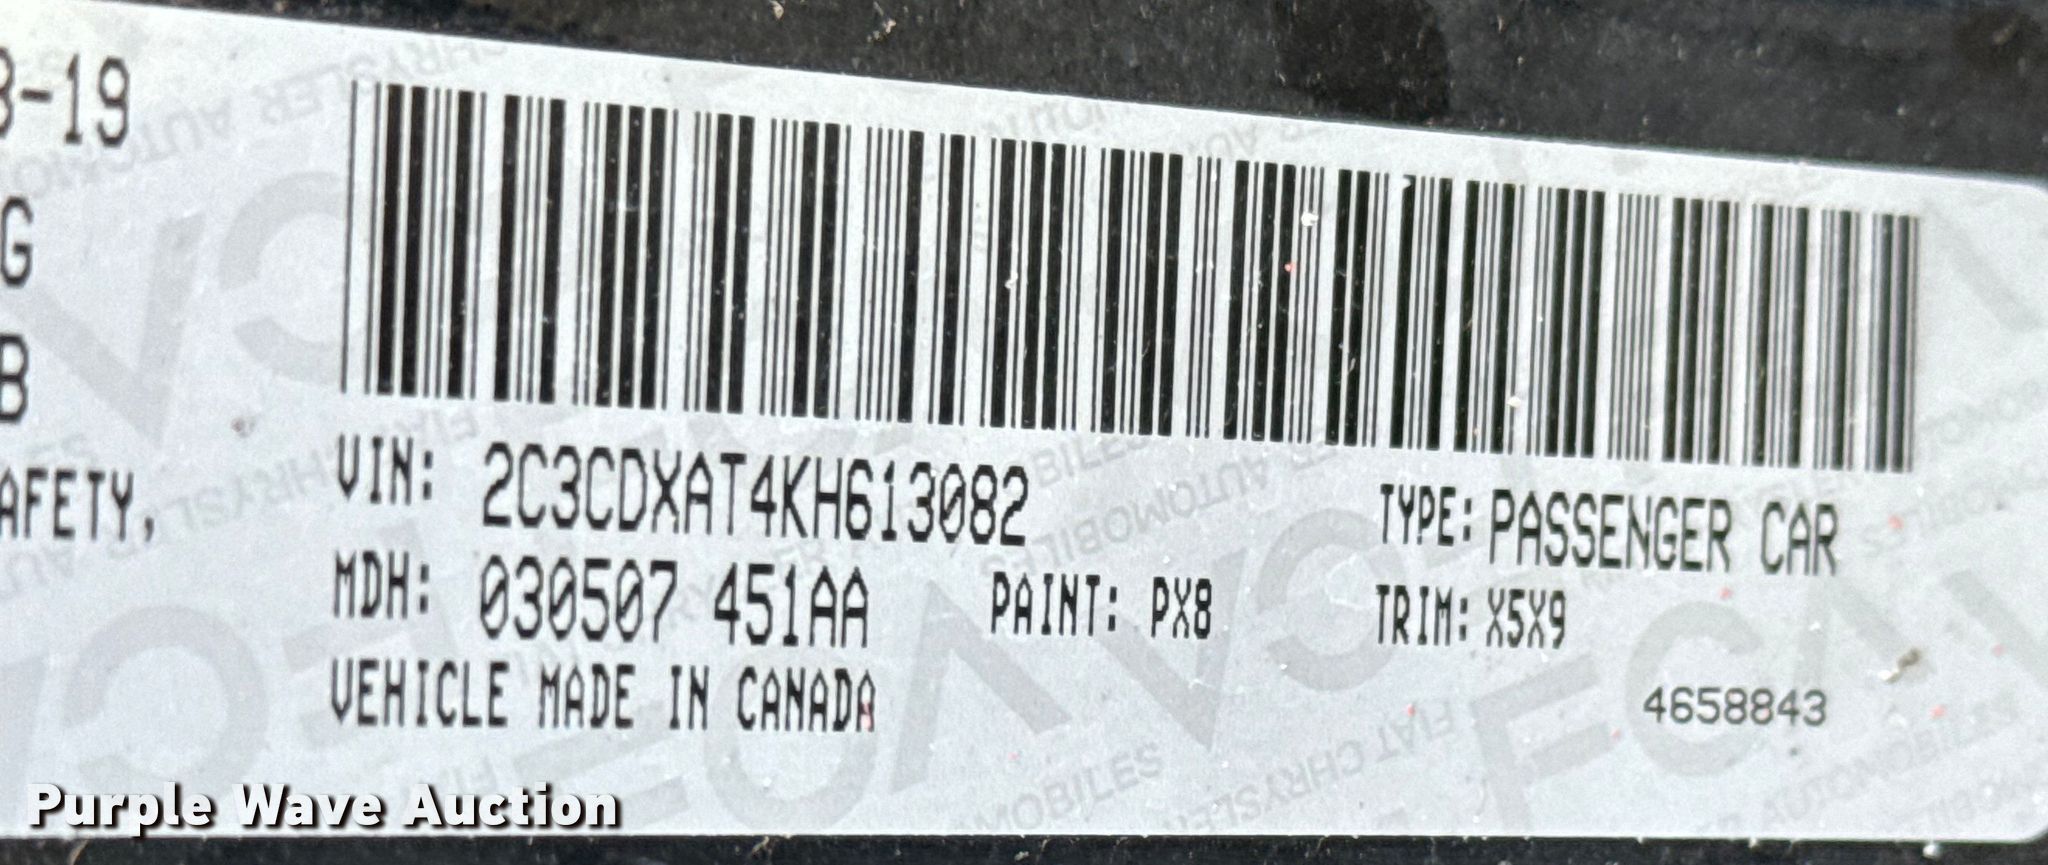 3-19
G
B
AFETY,
VIN: 2C3CDXAT4KH613082
TYPE: PASSENGER CAR
MDH: 030507 451AA
PAINT: PX8
TRIM: X5X9
VEHICLE MADE IN CANADA
4658843
Purple Wave Auction